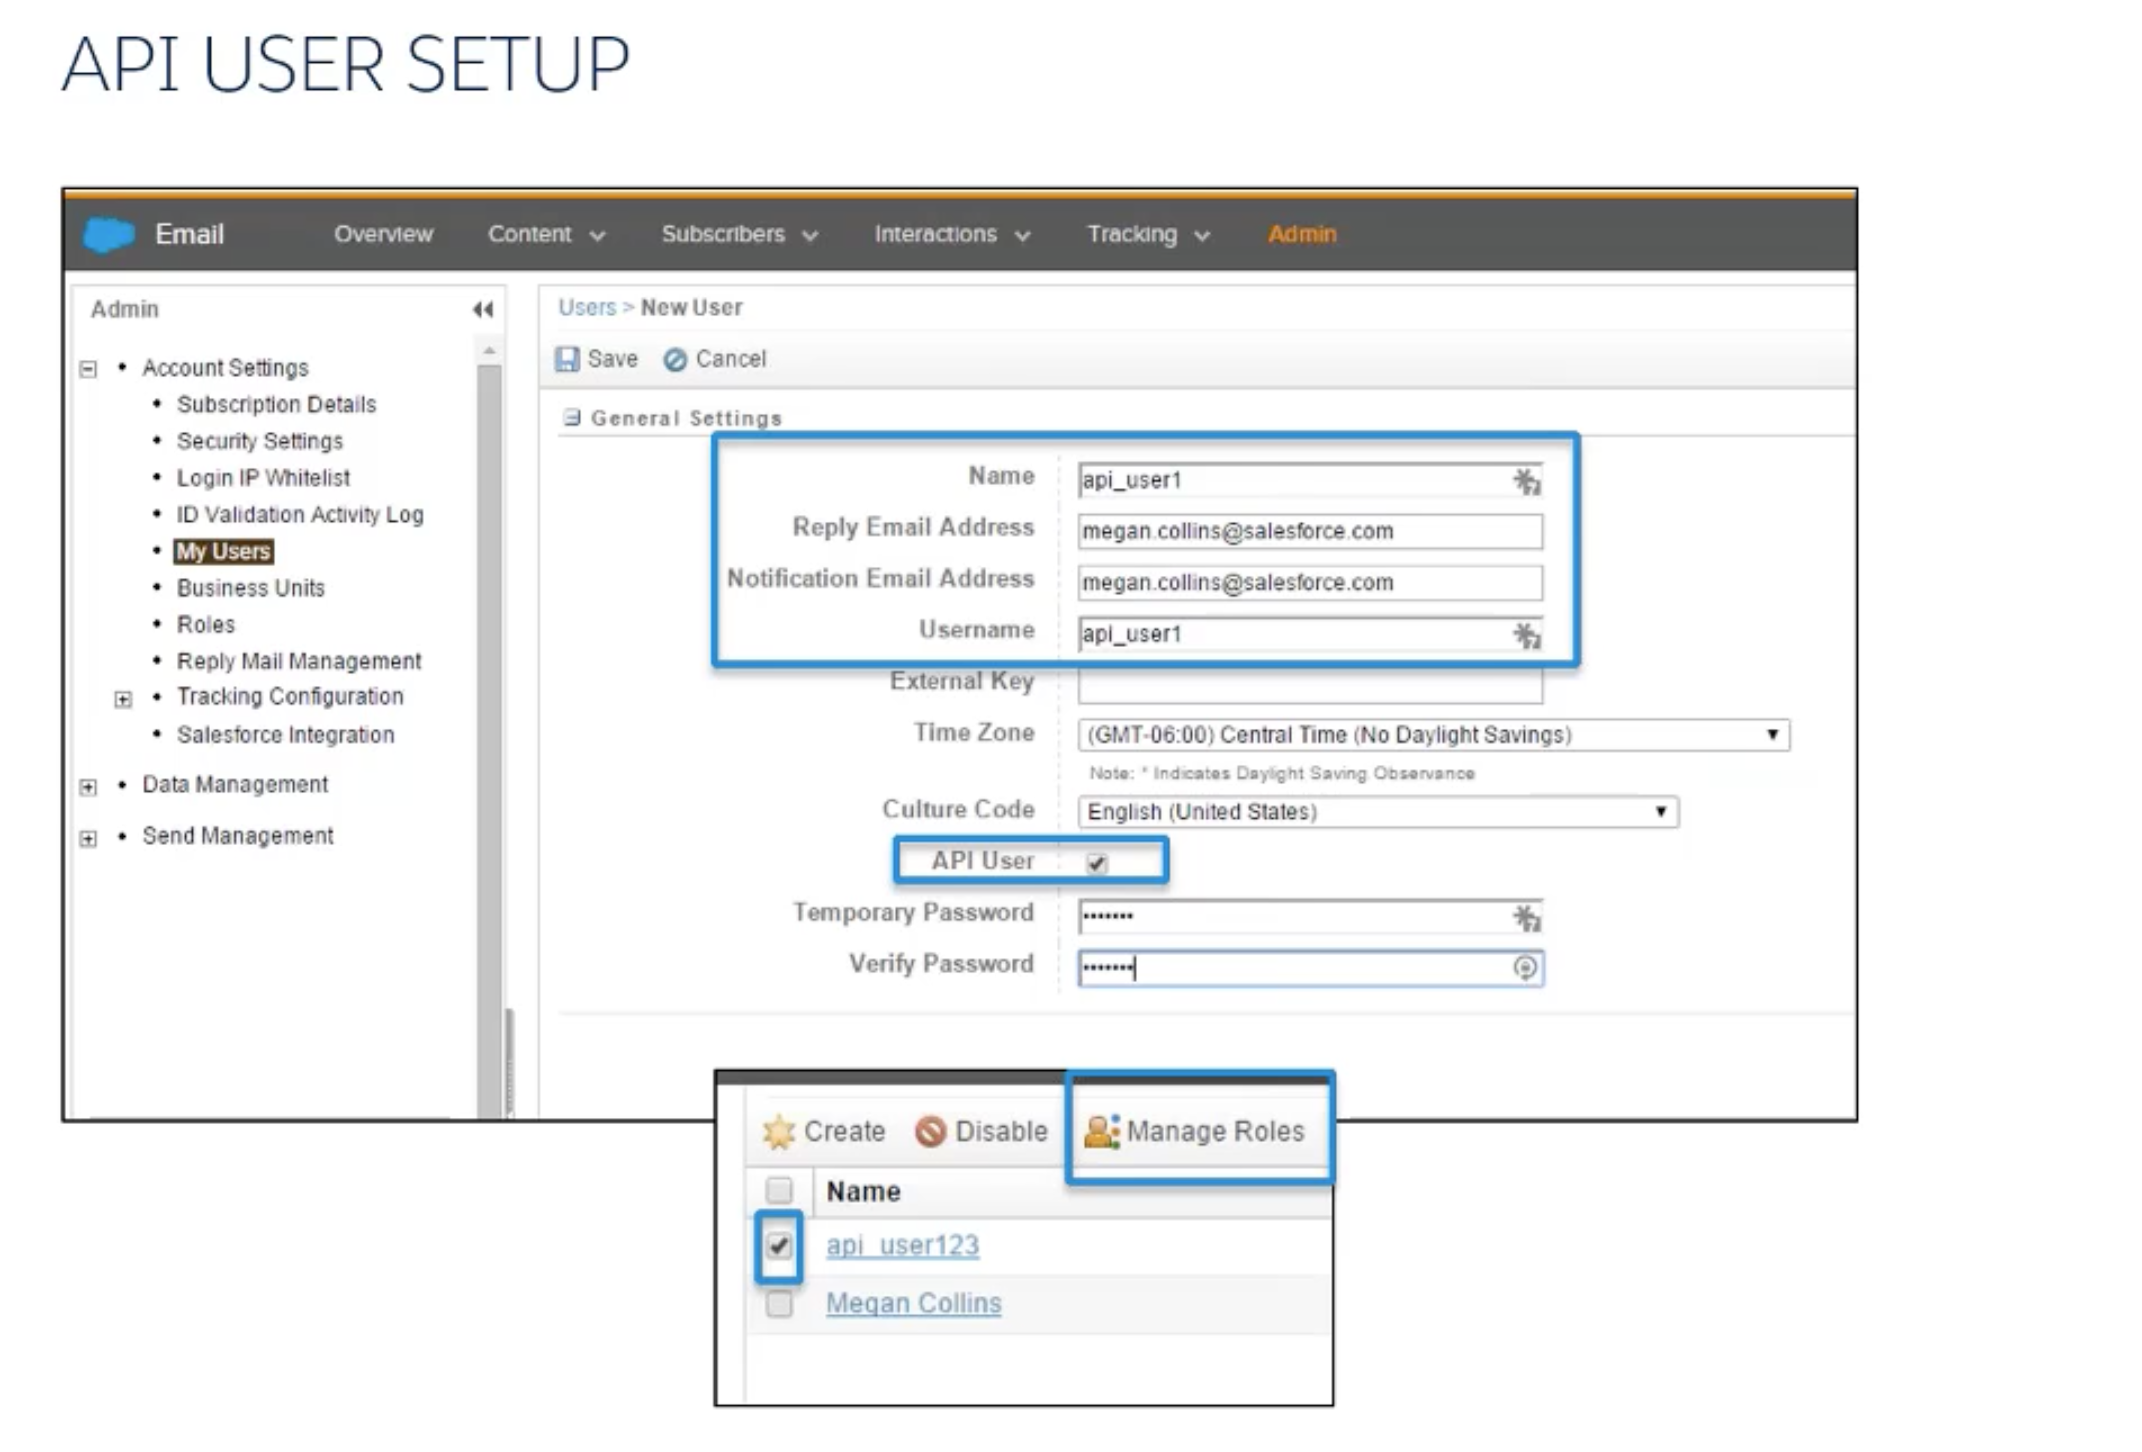 API USER SETUP
Email Overview Content Subscribers Interactions Tracking Admin
Admin
Account Settings
Subscription Details
Security Settings
Login IP Whitelist
ID Validation Activity Log
My Users
Business Units
Roles
Reply Mail Management
Tracking Configuration
Salesforce Integration
Data Management
Send Management
Users > New User
Save Cancel
General Settings
Name api_user1
Reply Email Address megan.collins@salesforce.com
Notification Email Address megan.collins@salesforce.com
Username api_user1
External Key
Time Zone (GMT-06:00) Central Time (No Daylight Savings)
Note: * Indicates Daylight Saving Observance
Culture Code English (United States)
API User
Temporary Password •••••••
Verify Password •••••••
Create Disable Manage Roles
Name
api_user123
Megan Collins